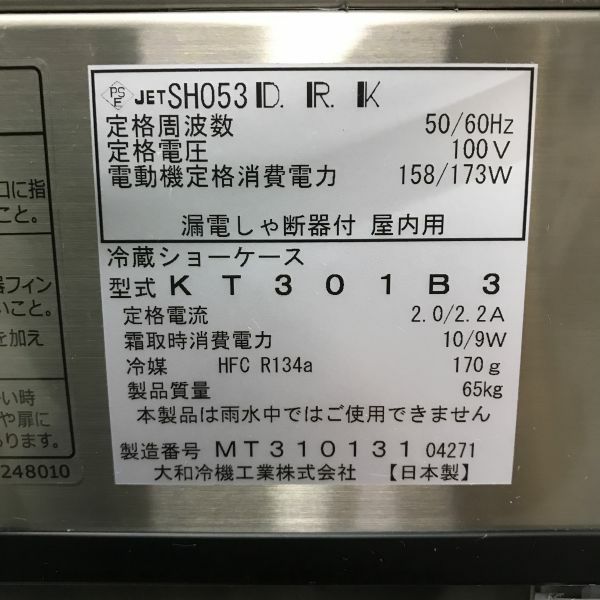 PS E JET SH053 D. R. K
定格周波数 50/60Hz
定格電圧 100V
電動機定格消費電力 158/173W
漏電しゃ断器付 屋内用
冷蔵ショーケース
型式 KT301B3
定格電流 2.0/2.2A
霜取時消費電力 10/9W
冷媒 HFC R134a 170g
製品質量 65kg
本製品は雨水中ではご使用できません
製造番号 MT310131 04271
大和冷機工業株式会社 【日本製】
口に指
こと。
器フィン
いこと。
を加え
い時
や扉に
あります。
248010